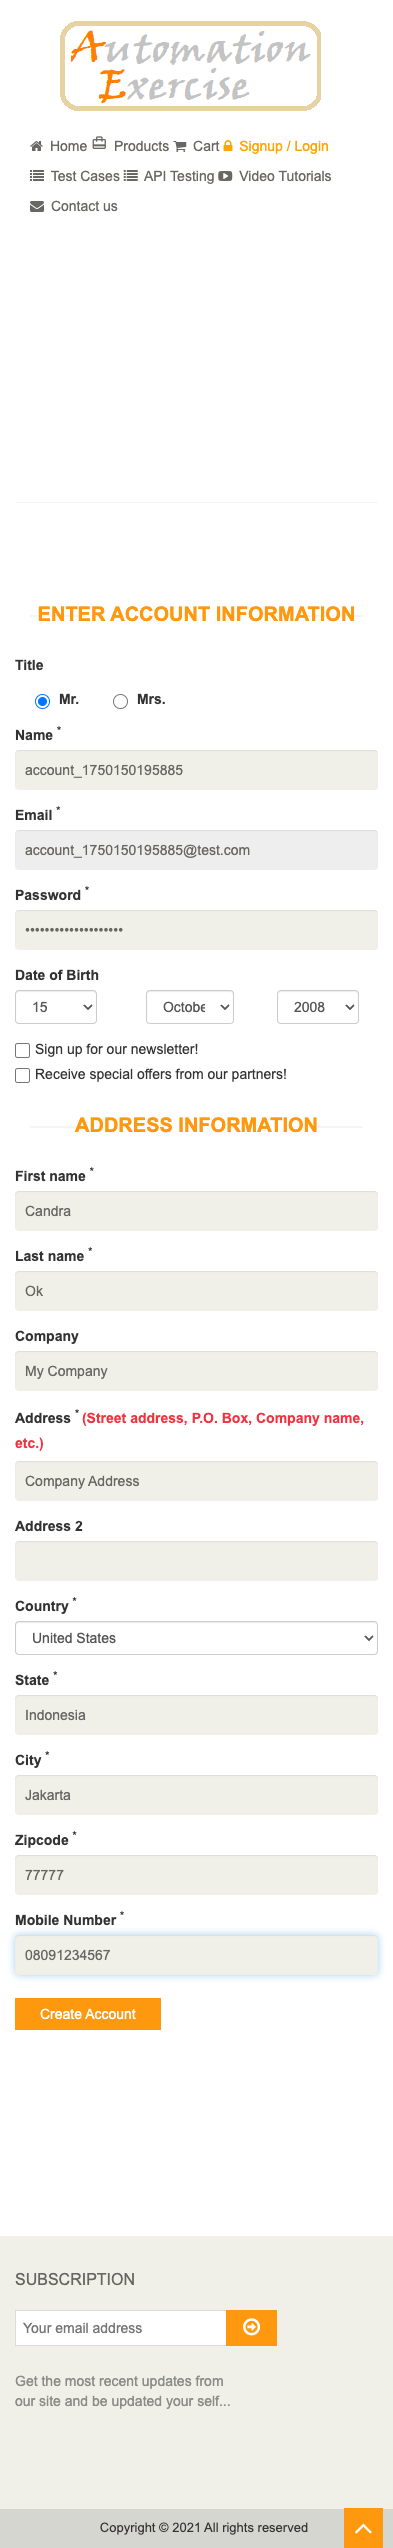 Automation
Exercise
Home Products Cart Signup / Login
Test Cases API Testing Video Tutorials
Contact us
ENTER ACCOUNT INFORMATION
Title
Mr. Mrs.
Name *
account_1750150195885
Email *
account_1750150195885@test.com
Password *
••••••••••••••••••••
Date of Birth
15 Octobe 2008
Sign up for our newsletter!
Receive special offers from our partners!
ADDRESS INFORMATION
First name *
Candra
Last name *
Ok
Company
My Company
Address * (Street address, P.O. Box, Company name,
etc.)
Company Address
Address 2
Country *
United States
State *
Indonesia
City *
Jakarta
Zipcode *
77777
Mobile Number *
08091234567
Create Account
SUBSCRIPTION
Your email address
Get the most recent updates from
our site and be updated your self...
Copyright © 2021 All rights reserved